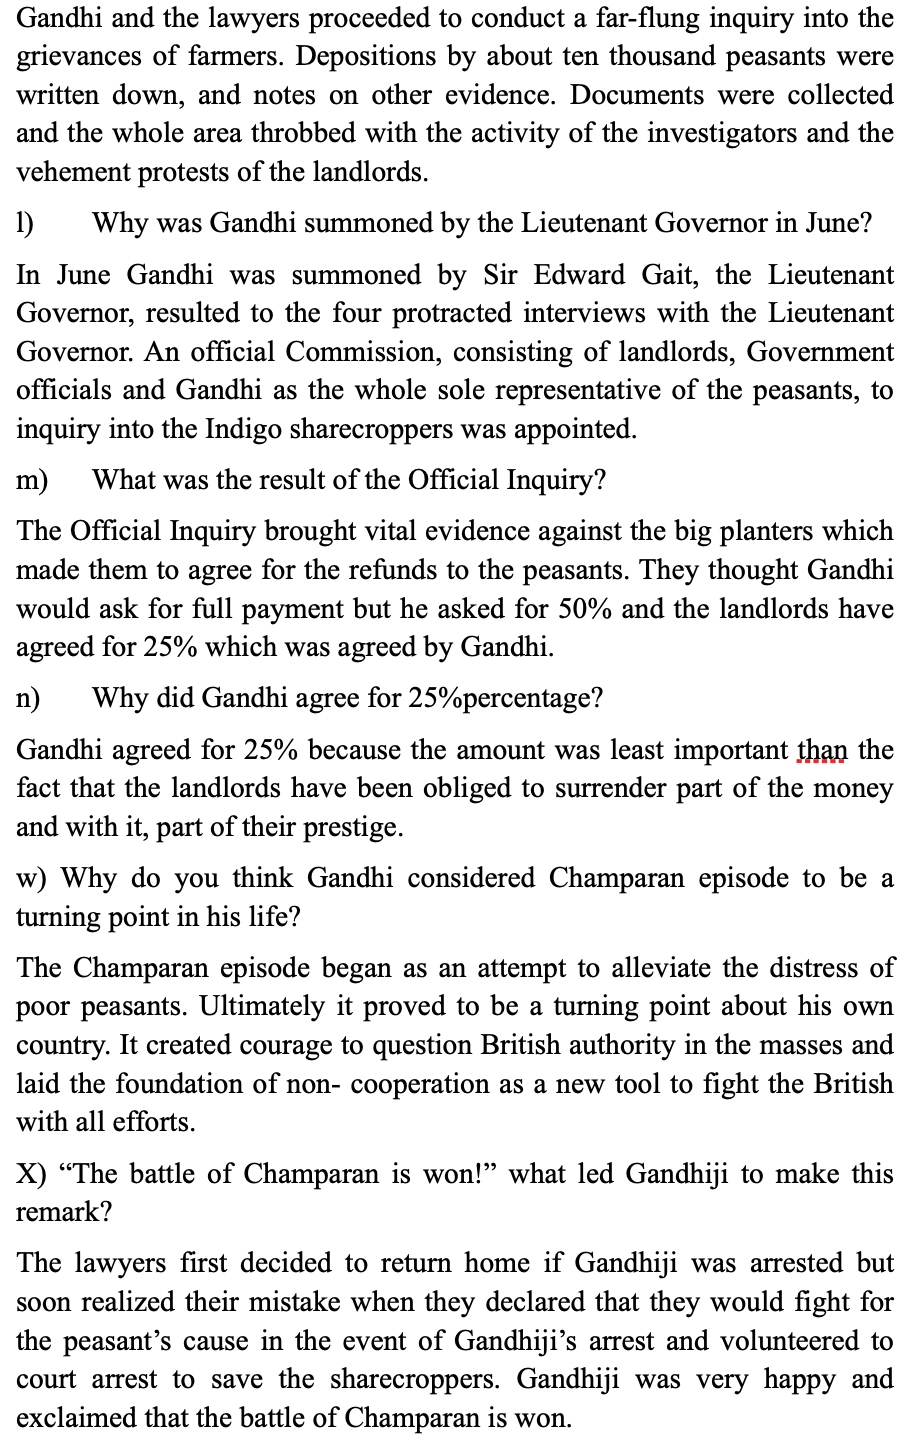 Gandhi and the lawyers proceeded to conduct a far-flung inquiry into the
grievances of farmers. Depositions by about ten thousand peasants were
written down, and notes on other evidence. Documents were collected
and the whole area throbbed with the activity of the investigators and the
vehement protests of the landlords.
l) Why was Gandhi summoned by the Lieutenant Governor in June?
In June Gandhi was summoned by Sir Edward Gait, the Lieutenant
Governor, resulted to the four protracted interviews with the Lieutenant
Governor. An official Commission, consisting of landlords, Government
officials and Gandhi as the whole sole representative of the peasants, to
inquiry into the Indigo sharecroppers was appointed.
m) What was the result of the Official Inquiry?
The Official Inquiry brought vital evidence against the big planters which
made them to agree for the refunds to the peasants. They thought Gandhi
would ask for full payment but he asked for 50% and the landlords have
agreed for 25% which was agreed by Gandhi.
n) Why did Gandhi agree for 25%percentage?
Gandhi agreed for 25% because the amount was least important than the
fact that the landlords have been obliged to surrender part of the money
and with it, part of their prestige.
w) Why do you think Gandhi considered Champaran episode to be a
turning point in his life?
The Champaran episode began as an attempt to alleviate the distress of
poor peasants. Ultimately it proved to be a turning point about his own
country. It created courage to question British authority in the masses and
laid the foundation of non- cooperation as a new tool to fight the British
with all efforts.
X) “The battle of Champaran is won!” what led Gandhiji to make this
remark?
The lawyers first decided to return home if Gandhiji was arrested but
soon realized their mistake when they declared that they would fight for
the peasant’s cause in the event of Gandhiji’s arrest and volunteered to
court arrest to save the sharecroppers. Gandhiji was very happy and
exclaimed that the battle of Champaran is won.